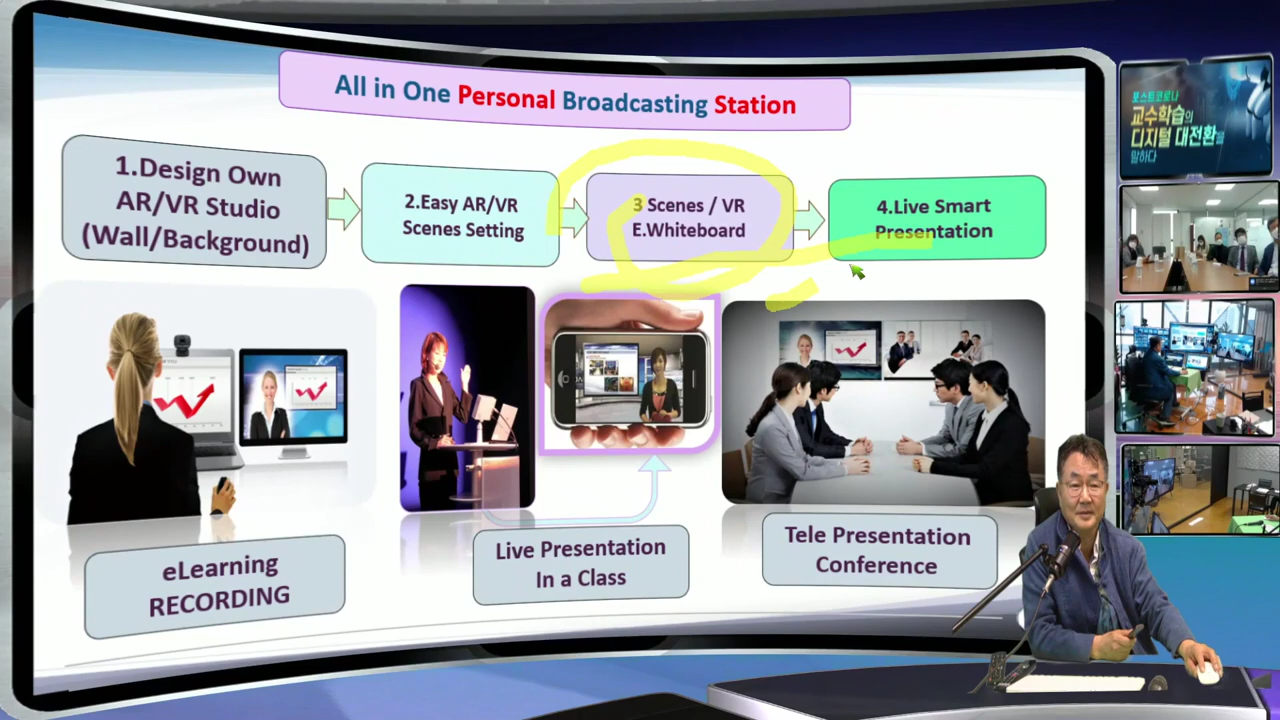 All in One Personal Broadcasting Station
1.Design Own
AR/VR Studio
(Wall/Background)
2.Easy AR/VR
Scenes Setting
3 Scenes / VR
E.Whiteboard
4.Live Smart
Presentation
eLearning
RECORDING
Live Presentation
In a Class
Tele Presentation
Conference
포스트코로나
교수학습의
디지털 대전환을
말하다